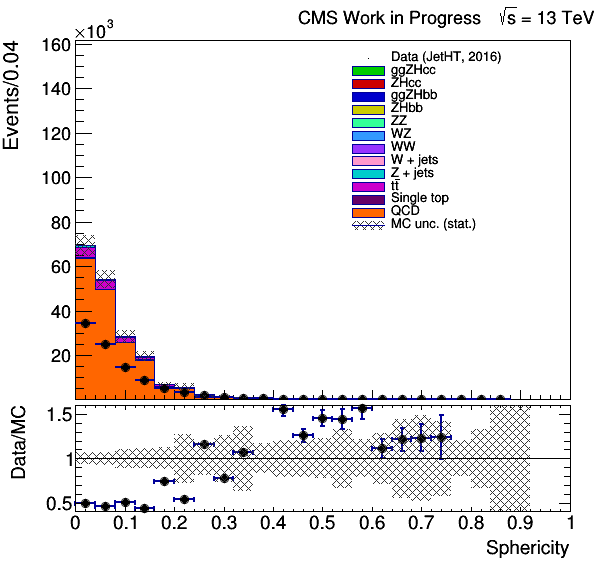 CMS Work in Progress √s = 13 TeV
×10³
Events/0.04
160
140
120
100
80
60
40
20
Data (JetHT, 2016)
ggZHcc
ZHcc
ggZHbb
ZHbb
ZZ
WZ
WW
W + jets
Z + jets
tt̄
Single top
QCD
MC unc. (stat.)
Data/MC
1.5
1
0.5
0 0.1 0.2 0.3 0.4 0.5 0.6 0.7 0.8 0.9 1
Sphericity